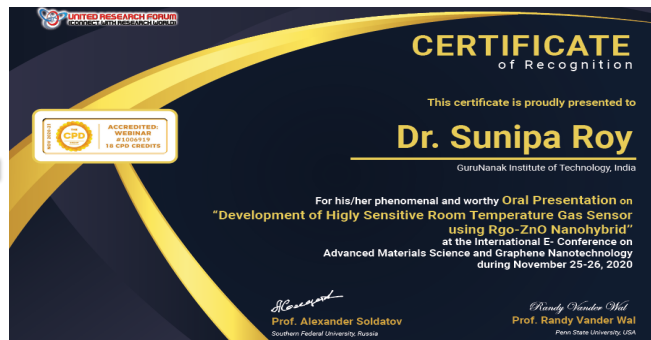 UNITED RESEARCH FORUM
(CONNECT WITH RESEARCH WORLD)
CERTIFICATE
of Recognition
This certificate is proudly presented to
NOV 2020-21
THE
CPD
ACCREDITED:
WEBINAR
#1006919
18 CPD CREDITS
Dr. Sunipa Roy
GuruNanak Institute of Technology, India
For his/her phenomenal and worthy Oral Presentation on
"Development of Higly Sensitive Room Temperature Gas Sensor
using Rgo-ZnO Nanohybrid"
at the International E- Conference on
Advanced Materials Science and Graphene Nanotechnology
during November 25-26, 2020
Prof. Alexander Soldatov
Southern Federal University, Russia
Randy Vander Wal
Prof. Randy Vander Wal
Penn State University, USA